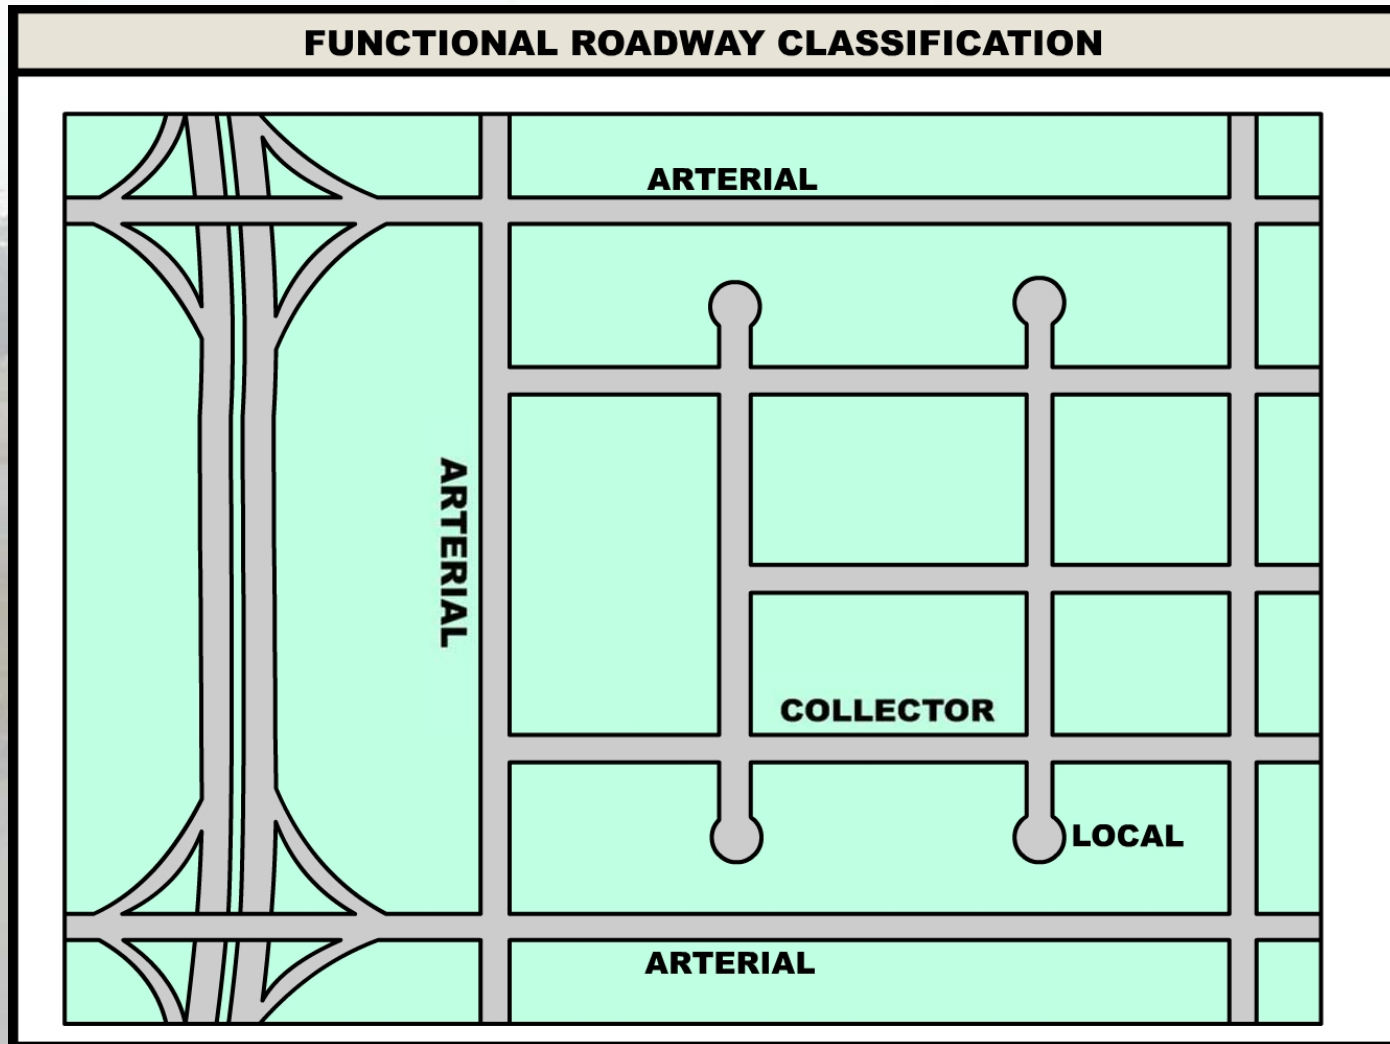 FUNCTIONAL ROADWAY CLASSIFICATION
ARTERIAL
ARTERIAL
COLLECTOR
LOCAL
ARTERIAL